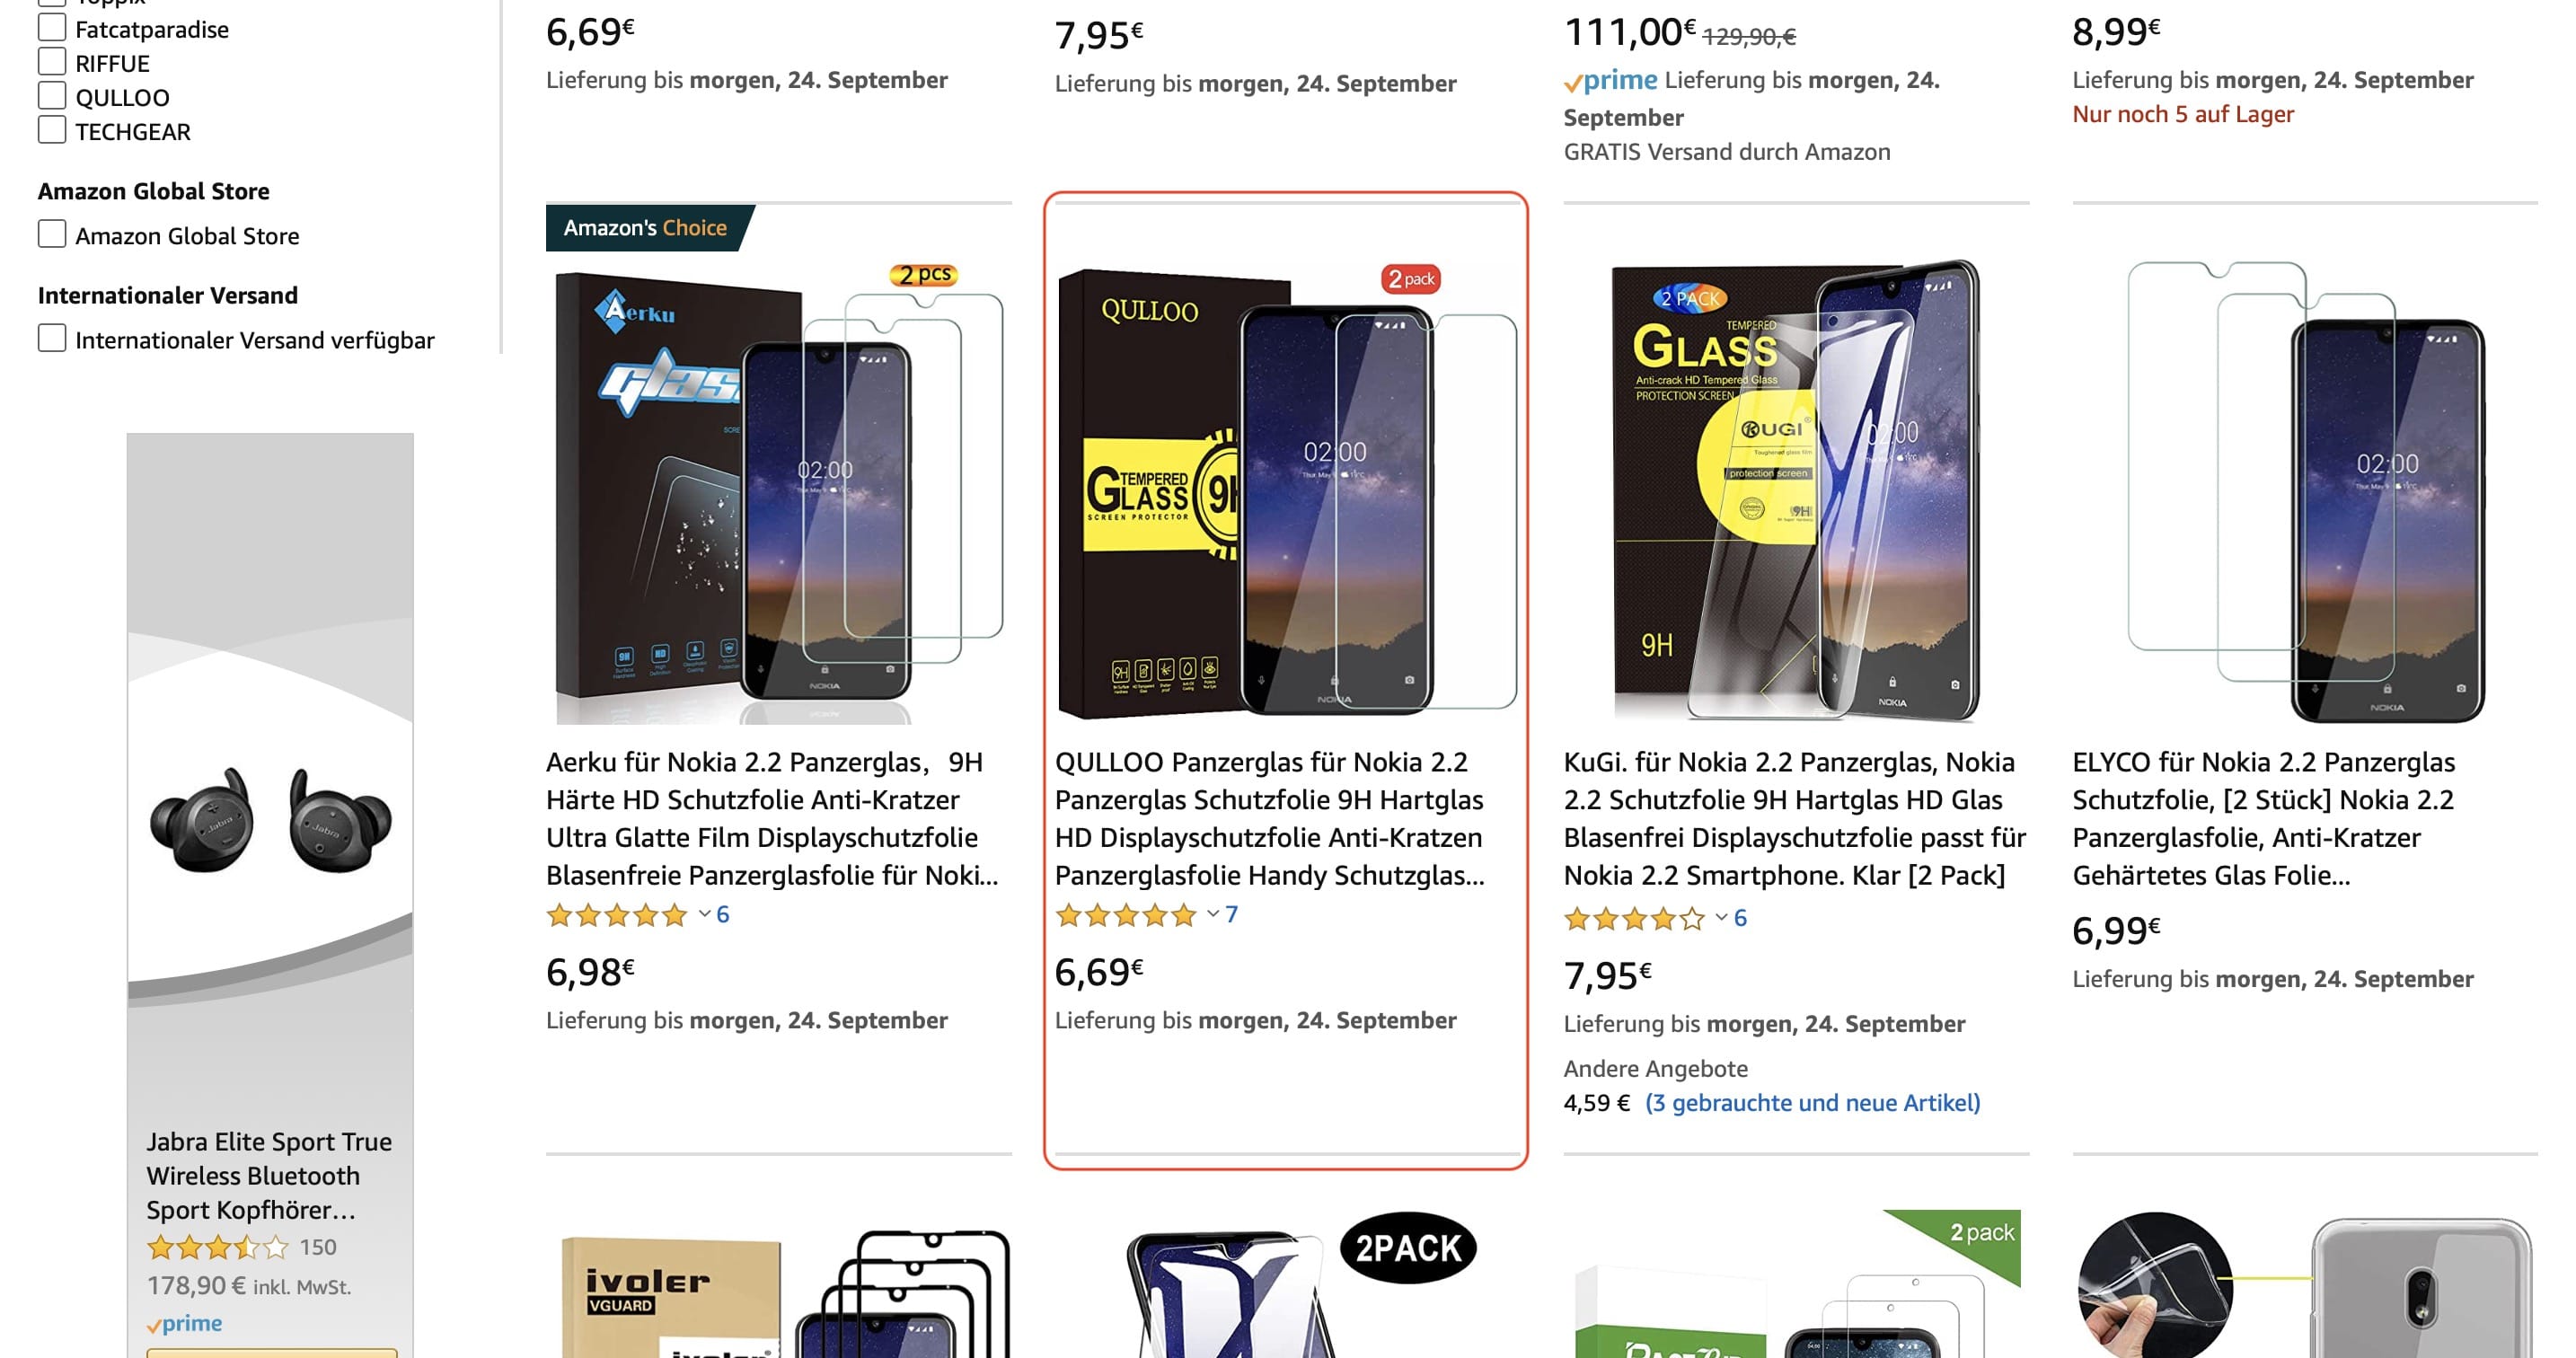 Fatcatparadise
RIFFUE
QULLOO
TECHGEAR
Amazon Global Store
Amazon Global Store
Internationaler Versand
Internationaler Versand verfügbar
Jabra
Jabra
Jabra Elite Sport True
Wireless Bluetooth
Sport Kopfhörer…
150
178,90 € inkl. MwSt.
prime
6,69€
Lieferung bis morgen, 24. September
7,95€
Lieferung bis morgen, 24. September
111,00€ 129,90,€
prime Lieferung bis morgen, 24.
September
GRATIS Versand durch Amazon
8,99€
Lieferung bis morgen, 24. September
Nur noch 5 auf Lager
Amazon's Choice
2 pcs
Aerku
glas
02:00
NOKIA
Aerku für Nokia 2.2 Panzerglas，9H
Härte HD Schutzfolie Anti-Kratzer
Ultra Glatte Film Displayschutzfolie
Blasenfreie Panzerglasfolie für Noki...
6
6,98€
Lieferung bis morgen, 24. September
2 pack
QULLOO
TEMPERED
GLASS
SCREEN PROTECTOR
9H
02:00
NOKIA
QULLOO Panzerglas für Nokia 2.2
Panzerglas Schutzfolie 9H Hartglas
HD Displayschutzfolie Anti-Kratzen
Panzerglasfolie Handy Schutzglas...
7
6,69€
Lieferung bis morgen, 24. September
2 PACK
TEMPERED
GLASS
Anti-crack HD Tempered Glass
PROTECTION SCREEN
KUGI
Toughened glass film
protection screen
9H
9H
02:00
NOKIA
KuGi. für Nokia 2.2 Panzerglas, Nokia
2.2 Schutzfolie 9H Hartglas HD Glas
Blasenfrei Displayschutzfolie passt für
Nokia 2.2 Smartphone. Klar [2 Pack]
6
7,95€
Lieferung bis morgen, 24. September
Andere Angebote
4,59 € (3 gebrauchte und neue Artikel)
02:00
NOKIA
ELYCO für Nokia 2.2 Panzerglas
Schutzfolie, [2 Stück] Nokia 2.2
Panzerglasfolie, Anti-Kratzer
Gehärtetes Glas Folie...
6,99€
Lieferung bis morgen, 24. September
ivoler
VGUARD
2PACK
2 pack